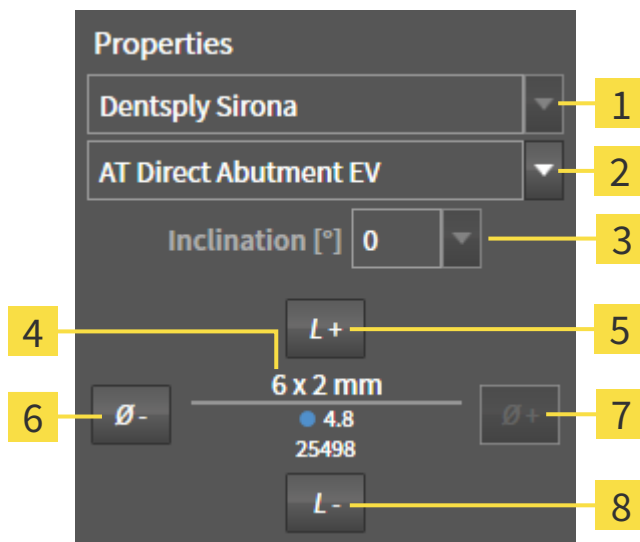 Properties
Dentsply Sirona 1
AT Direct Abutment EV 2
Inclination [°] 0 3
L+ 5
4
6 x 2 mm
6 Ø- 4.8 Ø+ 7
25498
L- 8